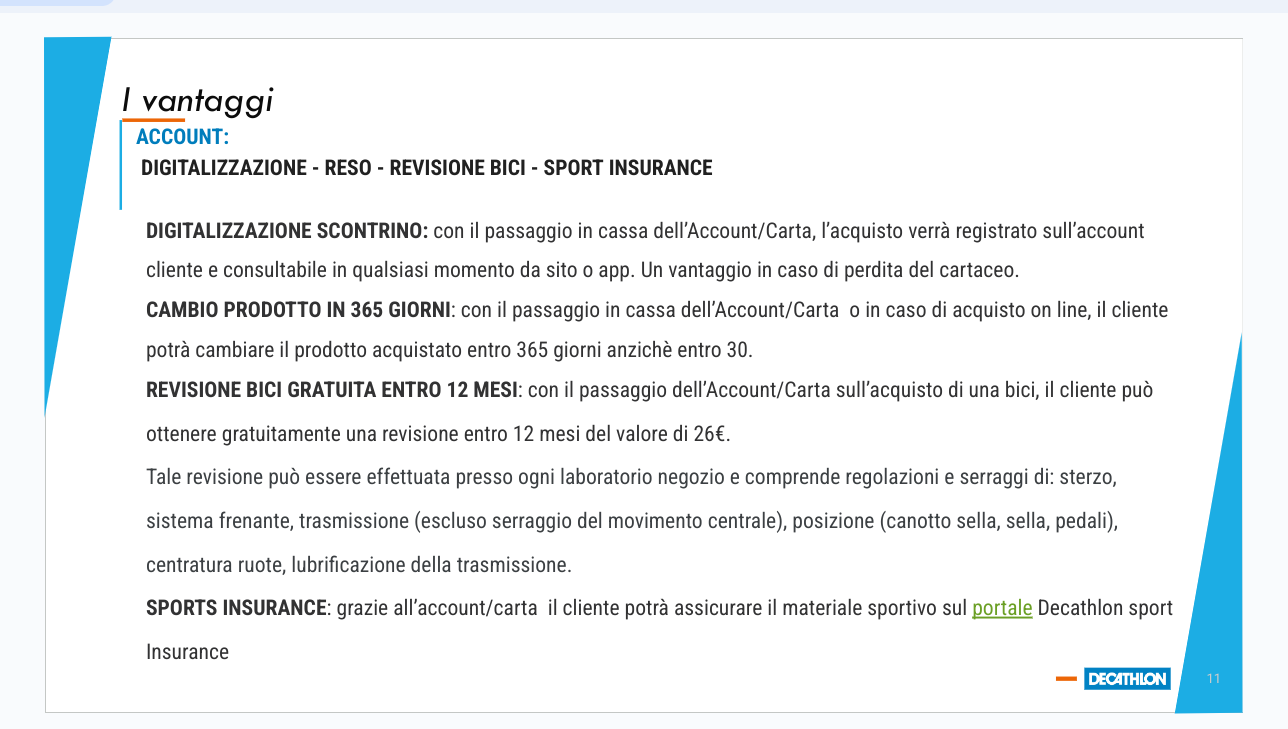 I vantaggi
ACCOUNT:
DIGITALIZZAZIONE - RESO - REVISIONE BICI - SPORT INSURANCE
DIGITALIZZAZIONE SCONTRINO: con il passaggio in cassa dell’Account/Carta, l’acquisto verrà registrato sull’account
cliente e consultabile in qualsiasi momento da sito o app. Un vantaggio in caso di perdita del cartaceo.
CAMBIO PRODOTTO IN 365 GIORNI: con il passaggio in cassa dell’Account/Carta  o in caso di acquisto on line, il cliente
potrà cambiare il prodotto acquistato entro 365 giorni anzichè entro 30.
REVISIONE BICI GRATUITA ENTRO 12 MESI: con il passaggio dell’Account/Carta sull’acquisto di una bici, il cliente può
ottenere gratuitamente una revisione entro 12 mesi del valore di 26€.
Tale revisione può essere effettuata presso ogni laboratorio negozio e comprende regolazioni e serraggi di: sterzo,
sistema frenante, trasmissione (escluso serraggio del movimento centrale), posizione (canotto sella, sella, pedali),
centratura ruote, lubrificazione della trasmissione.
SPORTS INSURANCE: grazie all’account/carta  il cliente potrà assicurare il materiale sportivo sul portale Decathlon sport
Insurance
DECATHLON
11